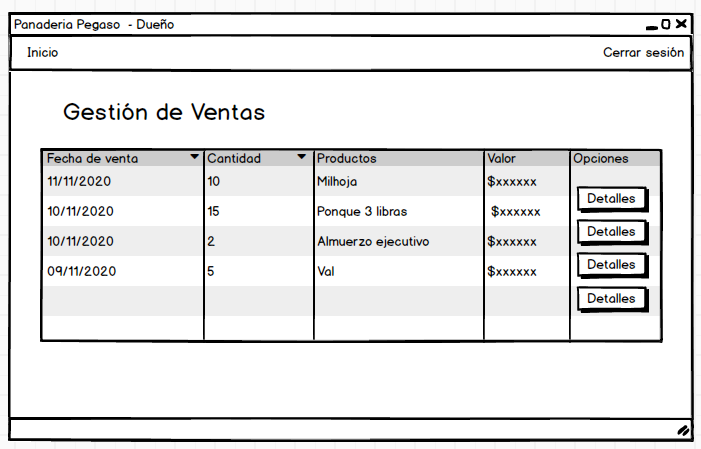 Panaderia Pegaso - Dueño
Inicio Cerrar sesión
Gestión de Ventas
Fecha de venta Cantidad Productos Valor Opciones
11/11/2020 10 Milhoja $xxxxxx Detalles
10/11/2020 15 Ponque 3 libras $xxxxxx Detalles
10/11/2020 2 Almuerzo ejecutivo $xxxxxx Detalles
09/11/2020 5 Val $xxxxxx Detalles